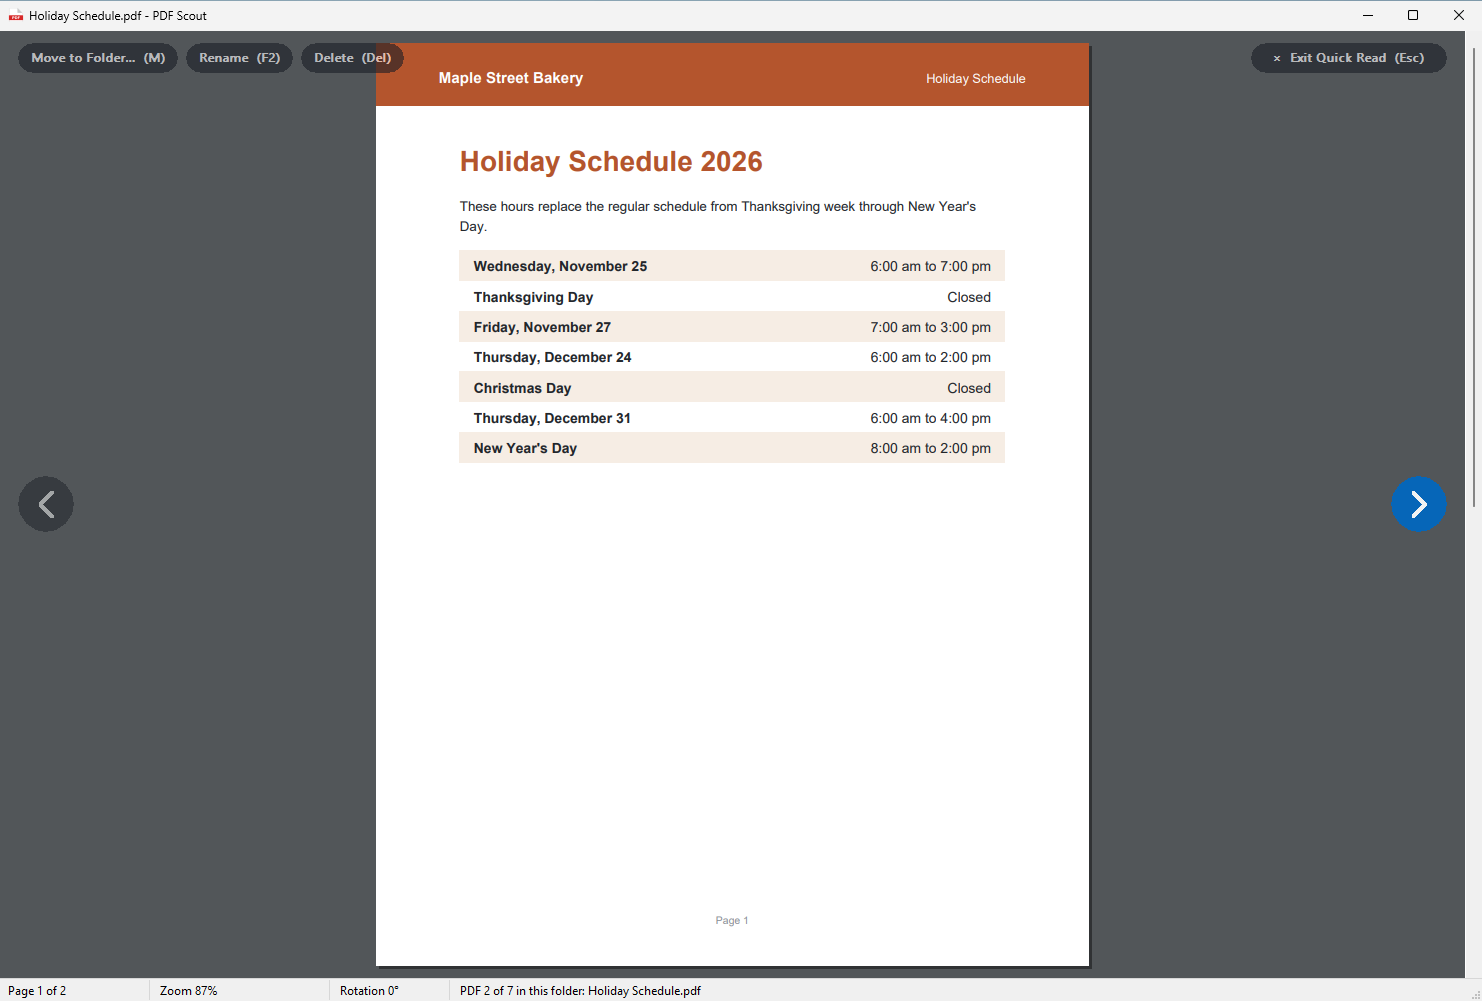 Holiday Schedule.pdf - PDF Scout
Move to Folder... (M) Rename (F2) Delete (Del) × Exit Quick Read (Esc)
Maple Street Bakery Holiday Schedule
Holiday Schedule 2026
These hours replace the regular schedule from Thanksgiving week through New Year's
Day.
Wednesday, November 25 6:00 am to 7:00 pm
Thanksgiving Day Closed
Friday, November 27 7:00 am to 3:00 pm
Thursday, December 24 6:00 am to 2:00 pm
Christmas Day Closed
Thursday, December 31 6:00 am to 4:00 pm
New Year's Day 8:00 am to 2:00 pm
Page 1
Page 1 of 2 Zoom 87% Rotation 0° PDF 2 of 7 in this folder: Holiday Schedule.pdf